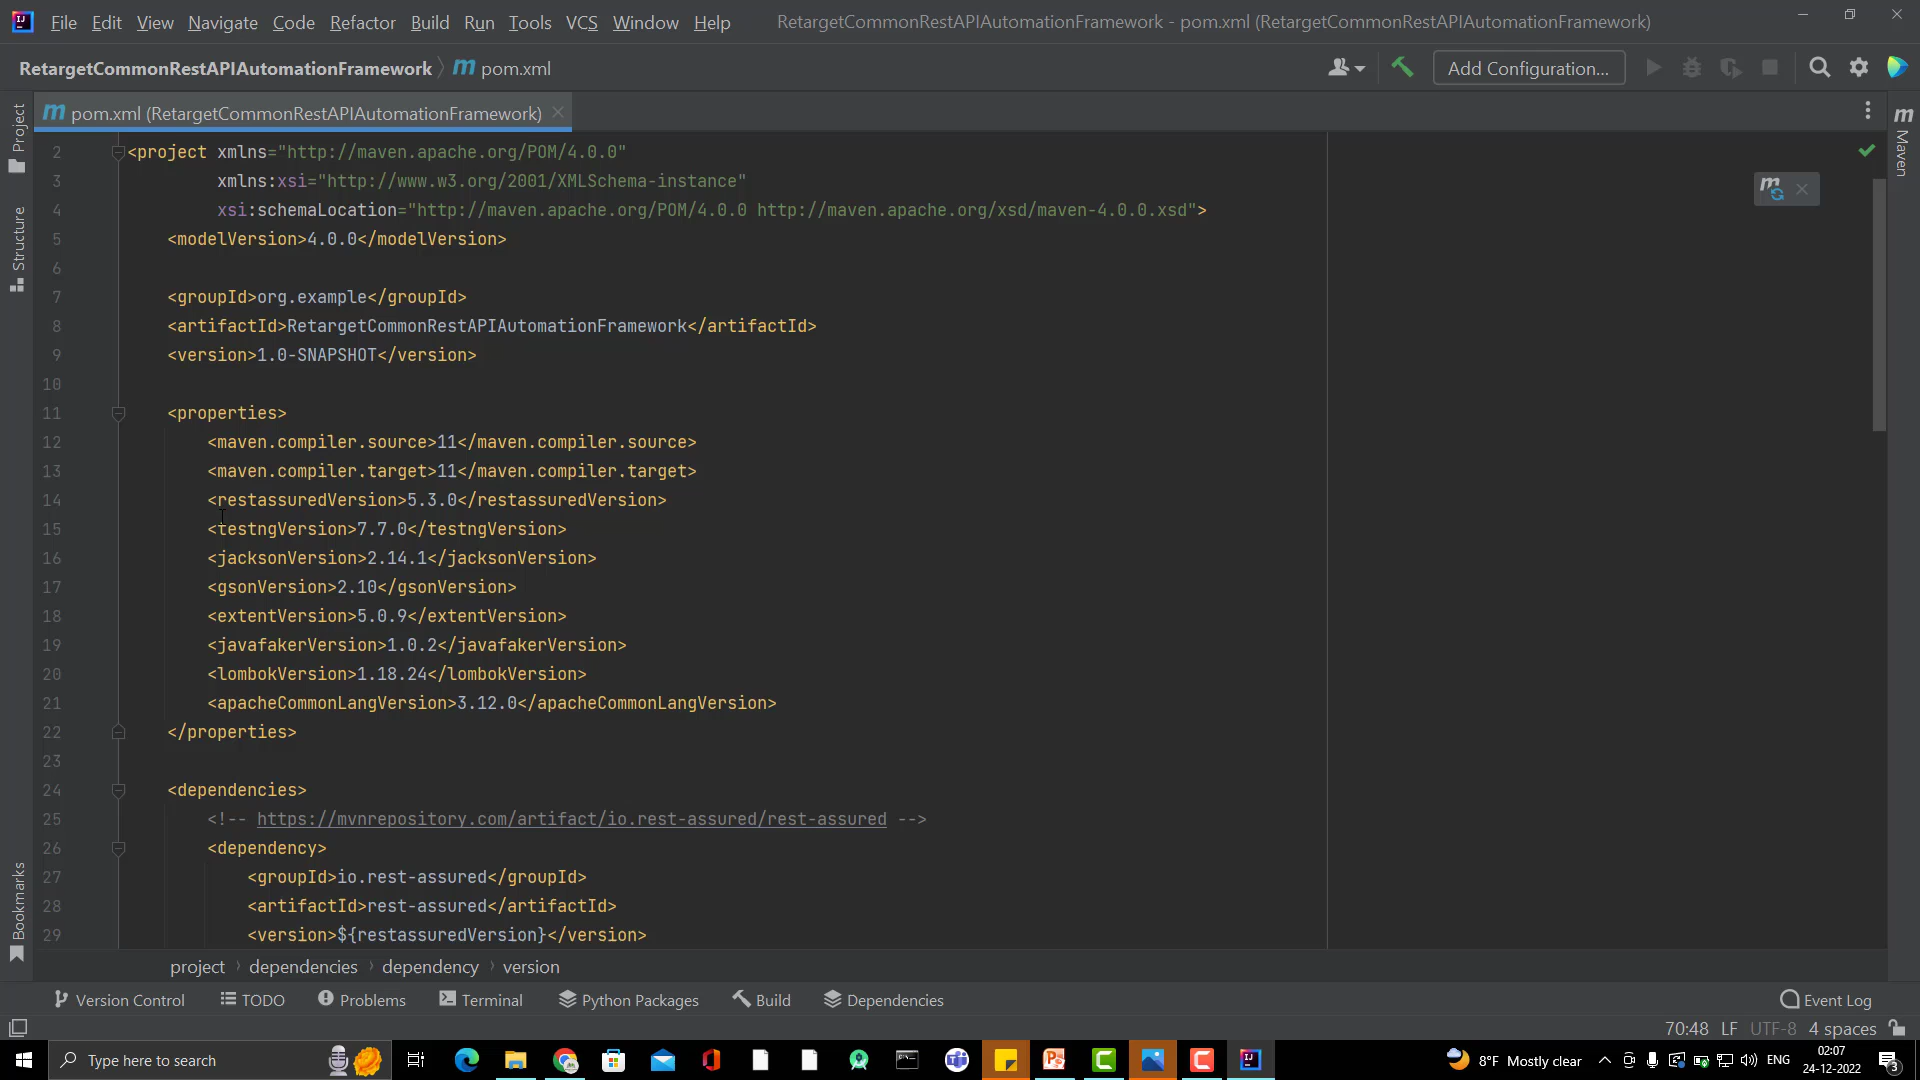 File Edit View Navigate Code Refactor Build Run Tools VCS Window Help RetargetCommonRestAPIAutomationFramework - pom.xml (RetargetCommonRestAPIAutomationFramework)
RetargetCommonRestAPIAutomationFramework m pom.xml Add Configuration...
m pom.xml (RetargetCommonRestAPIAutomationFramework)
Project
Structure
Bookmarks
m Maven
2 <project xmlns="http://maven.apache.org/POM/4.0.0"
3 xmlns:xsi="http://www.w3.org/2001/XMLSchema-instance"
4 xsi:schemaLocation="http://maven.apache.org/POM/4.0.0 http://maven.apache.org/xsd/maven-4.0.0.xsd">
5 <modelVersion>4.0.0</modelVersion>
6
7 <groupId>org.example</groupId>
8 <artifactId>RetargetCommonRestAPIAutomationFramework</artifactId>
9 <version>1.0-SNAPSHOT</version>
10
11 <properties>
12 <maven.compiler.source>11</maven.compiler.source>
13 <maven.compiler.target>11</maven.compiler.target>
14 <restassuredVersion>5.3.0</restassuredVersion>
15 <testngVersion>7.7.0</testngVersion>
16 <jacksonVersion>2.14.1</jacksonVersion>
17 <gsonVersion>2.10</gsonVersion>
18 <extentVersion>5.0.9</extentVersion>
19 <javafakerVersion>1.0.2</javafakerVersion>
20 <lombokVersion>1.18.24</lombokVersion>
21 <apacheCommonLangVersion>3.12.0</apacheCommonLangVersion>
22 </properties>
23
24 <dependencies>
25 <!-- https://mvnrepository.com/artifact/io.rest-assured/rest-assured -->
26 <dependency>
27 <groupId>io.rest-assured</groupId>
28 <artifactId>rest-assured</artifactId>
29 <version>${restassuredVersion}</version>
project dependencies dependency version
Version Control TODO Problems Terminal Python Packages Build Dependencies Event Log
70:48 LF UTF-8 4 spaces
Type here to search 8°F Mostly clear ENG 02:07
24-12-2022 3